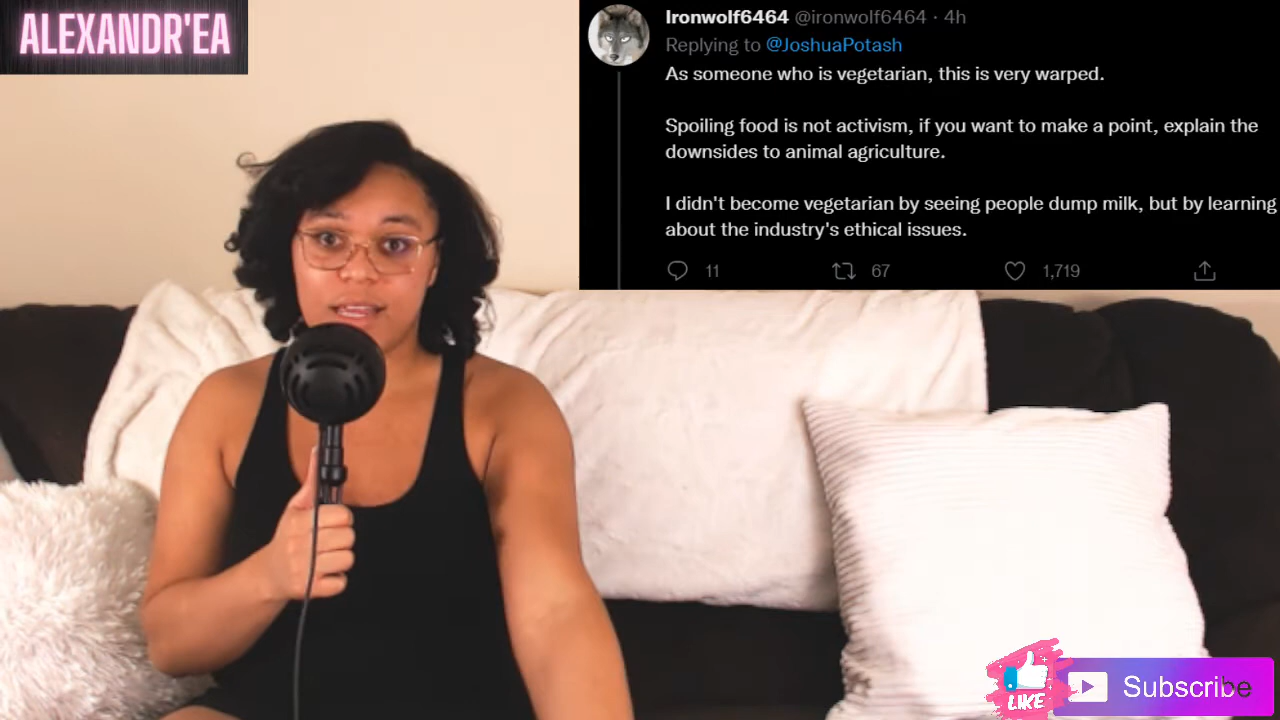 ALEXANDR'EA
Ironwolf6464 @ironwolf6464 · 4h
Replying to @JoshuaPotash
As someone who is vegetarian, this is very warped.
Spoiling food is not activism, if you want to make a point, explain the
downsides to animal agriculture.
I didn't become vegetarian by seeing people dump milk, but by learning
about the industry's ethical issues.
11 67 1,719
LIKE
Subscribe